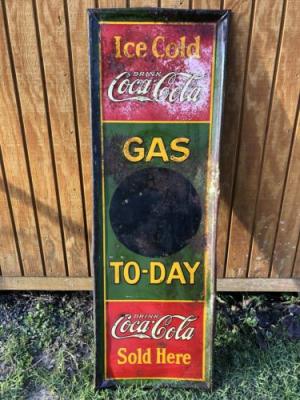 Ice Cold
DRINK
Coca-Cola
GAS
TO-DAY
DRINK
Coca-Cola
Sold Here